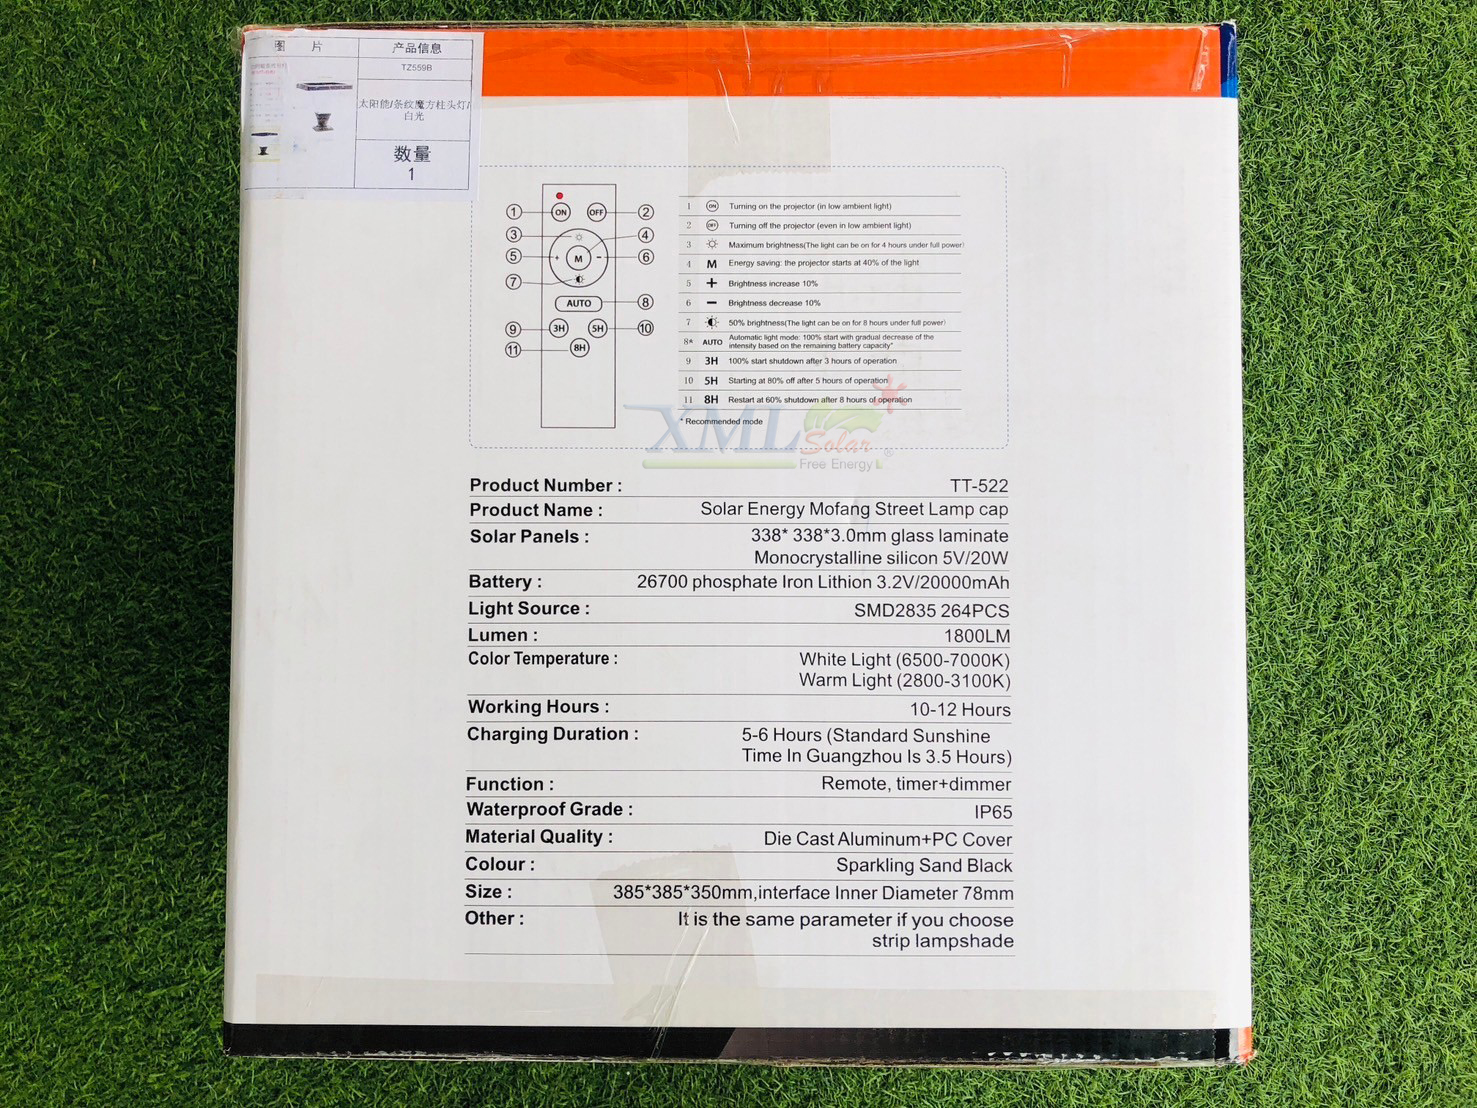 图 片 产品信息
TZ559B
太阳能/条纹魔方柱头灯/
白光
数量
1
1 ON OFF 2
3 4
5 + M − 6
7
AUTO 8
9 3H 5H 10
11 8H
1 ON Turning on the projector (in low ambient light)
2 OFF Turning off the projector (even in low ambient light)
3 Maximum brightness(The light can be on for 4 hours under full power)
4 M Energy saving: the projector starts at 40% of the light
5 + Brightness increase 10%
6 − Brightness decrease 10%
7 50% brightness(The light can be on for 8 hours under full power)
8* AUTO Automatic light mode: 100% start with gradual decrease of the
intensity based on the remaining battery capacity*
9 3H 100% start shutdown after 3 hours of operation
10 5H Starting at 80% off after 5 hours of operation
11 8H Restart at 60% shutdown after 8 hours of operation
* Recommended mode
XML Solar
Free Energy ®
Product Number : TT-522
Product Name : Solar Energy Mofang Street Lamp cap
Solar Panels : 338* 338*3.0mm glass laminate
Monocrystalline silicon 5V/20W
Battery : 26700 phosphate Iron Lithion 3.2V/20000mAh
Light Source : SMD2835 264PCS
Lumen : 1800LM
Color Temperature : White Light (6500-7000K)
Warm Light (2800-3100K)
Working Hours : 10-12 Hours
Charging Duration : 5-6 Hours (Standard Sunshine
Time In Guangzhou Is 3.5 Hours)
Function : Remote, timer+dimmer
Waterproof Grade : IP65
Material Quality : Die Cast Aluminum+PC Cover
Colour : Sparkling Sand Black
Size : 385*385*350mm,interface Inner Diameter 78mm
Other : It is the same parameter if you choose
strip lampshade